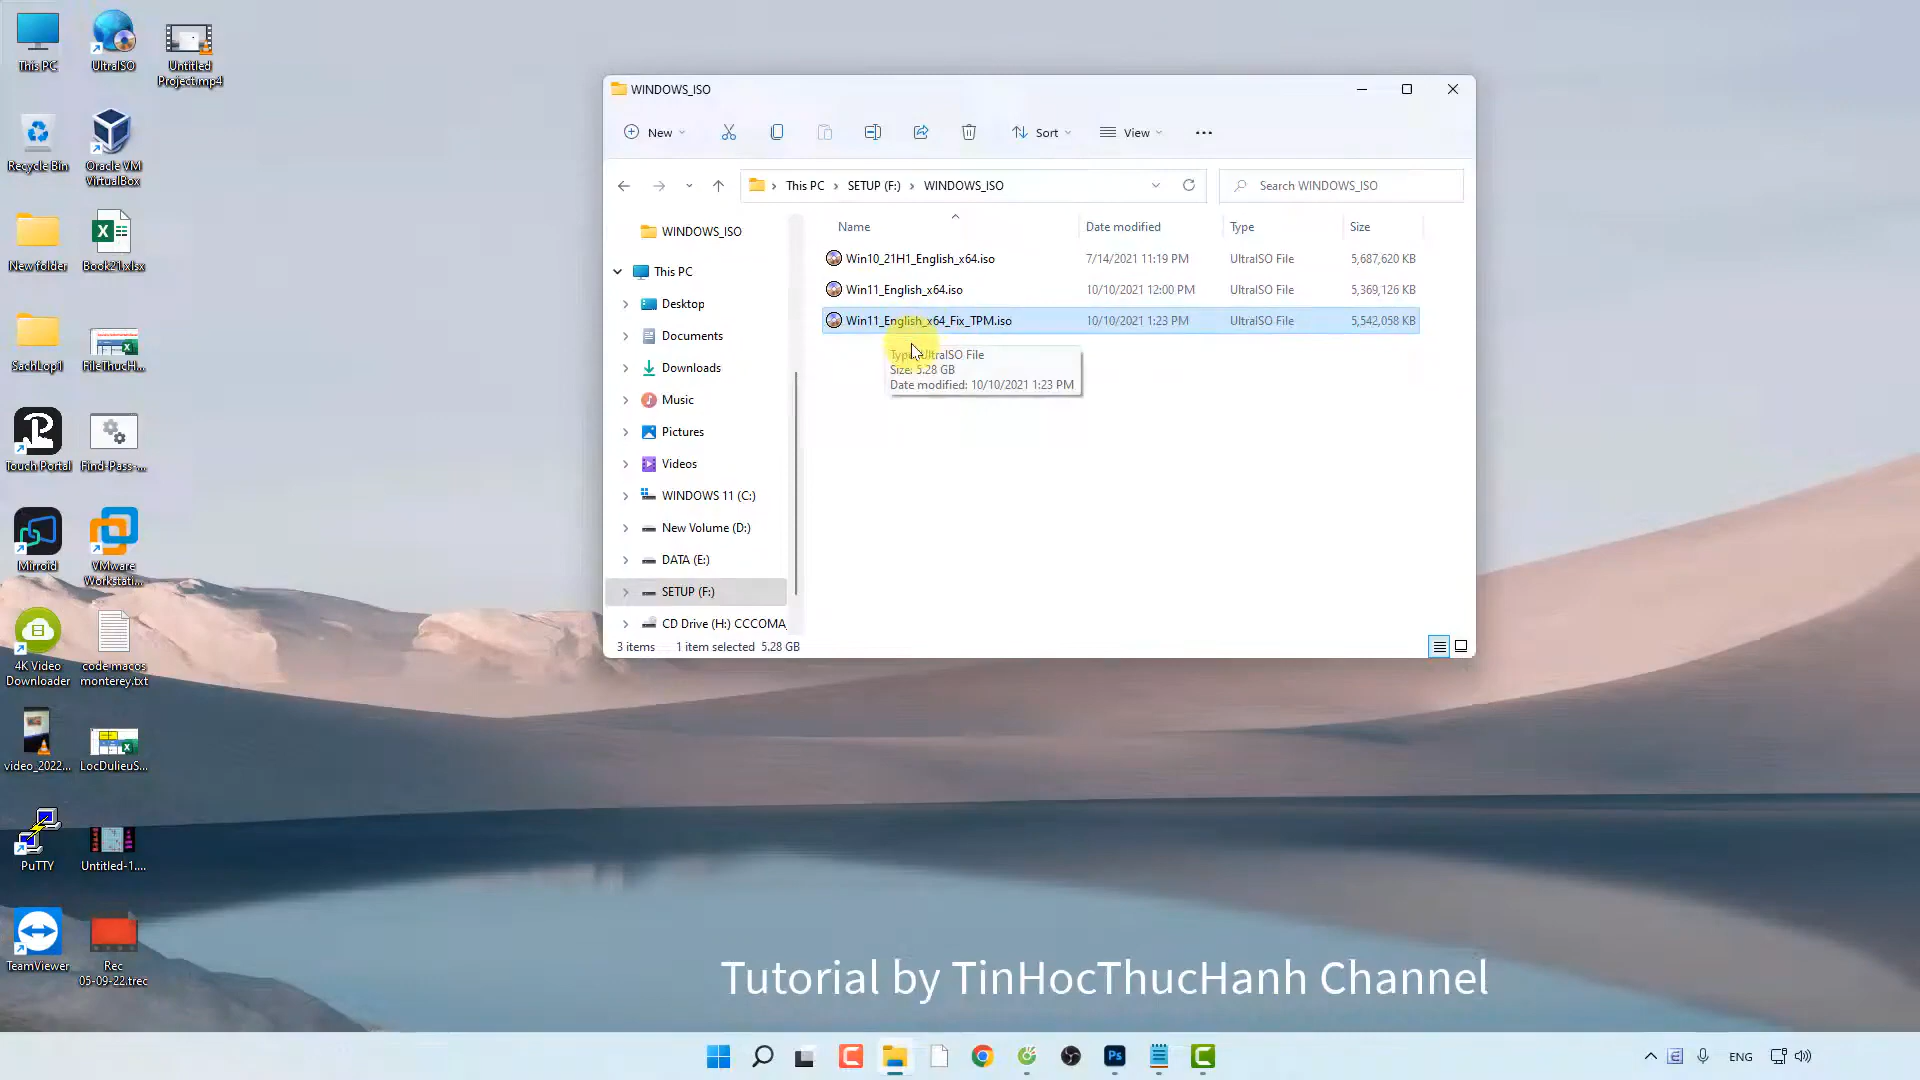 This PC
UltraISO
Untitled
Project.mp4
Recycle Bin
Oracle VM
VirtualBox
New folder
Book21.xlsx
SachLop1
FileThucH...
Touch Portal
Find-Pass-...
Mirroid
VMware
Workstati...
4K Video
Downloader
code macos
monterey.txt
video_2022...
LocDulieuS...
PuTTY
Untitled-1....
TeamViewer
Rec
05-09-22.trec
WINDOWS_ISO
New
Sort
View
This PC
SETUP (F:)
WINDOWS_ISO
Search WINDOWS_ISO
WINDOWS_ISO
This PC
Desktop
Documents
Downloads
Music
Pictures
Videos
WINDOWS 11 (C:)
New Volume (D:)
DATA (E:)
SETUP (F:)
CD Drive (H:) CCCOMA_
Name Date modified Type Size
Win10_21H1_English_x64.iso 7/14/2021 11:19 PM UltraISO File 5,687,620 KB
Win11_English_x64.iso 10/10/2021 12:00 PM UltraISO File 5,369,126 KB
Win11_English_x64_Fix_TPM.iso 10/10/2021 1:23 PM UltraISO File 5,542,058 KB
Type: UltraISO File
Size: 5.28 GB
Date modified: 10/10/2021 1:23 PM
3 items 1 item selected 5.28 GB
Tutorial by TinHocThucHanh Channel
Ps
ENG